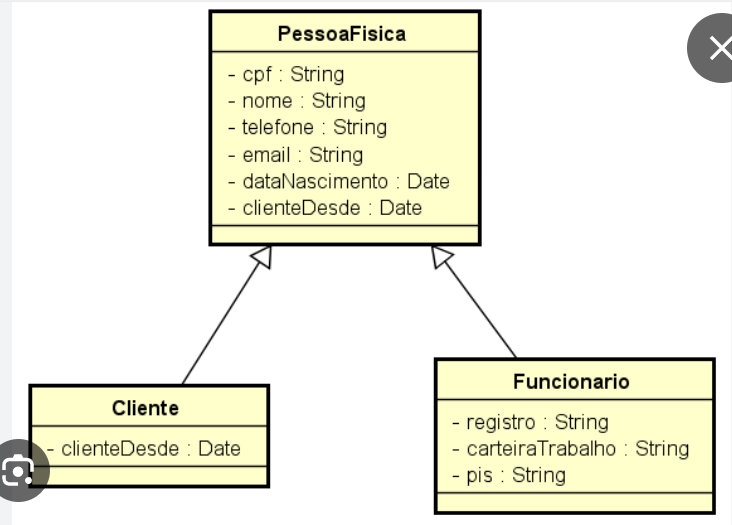 PessoaFisica
- cpf : String
- nome : String
- telefone : String
- email : String
- dataNascimento : Date
- clienteDesde : Date
Cliente
- clienteDesde : Date
Funcionario
- registro : String
- carteiraTrabalho : String
- pis : String